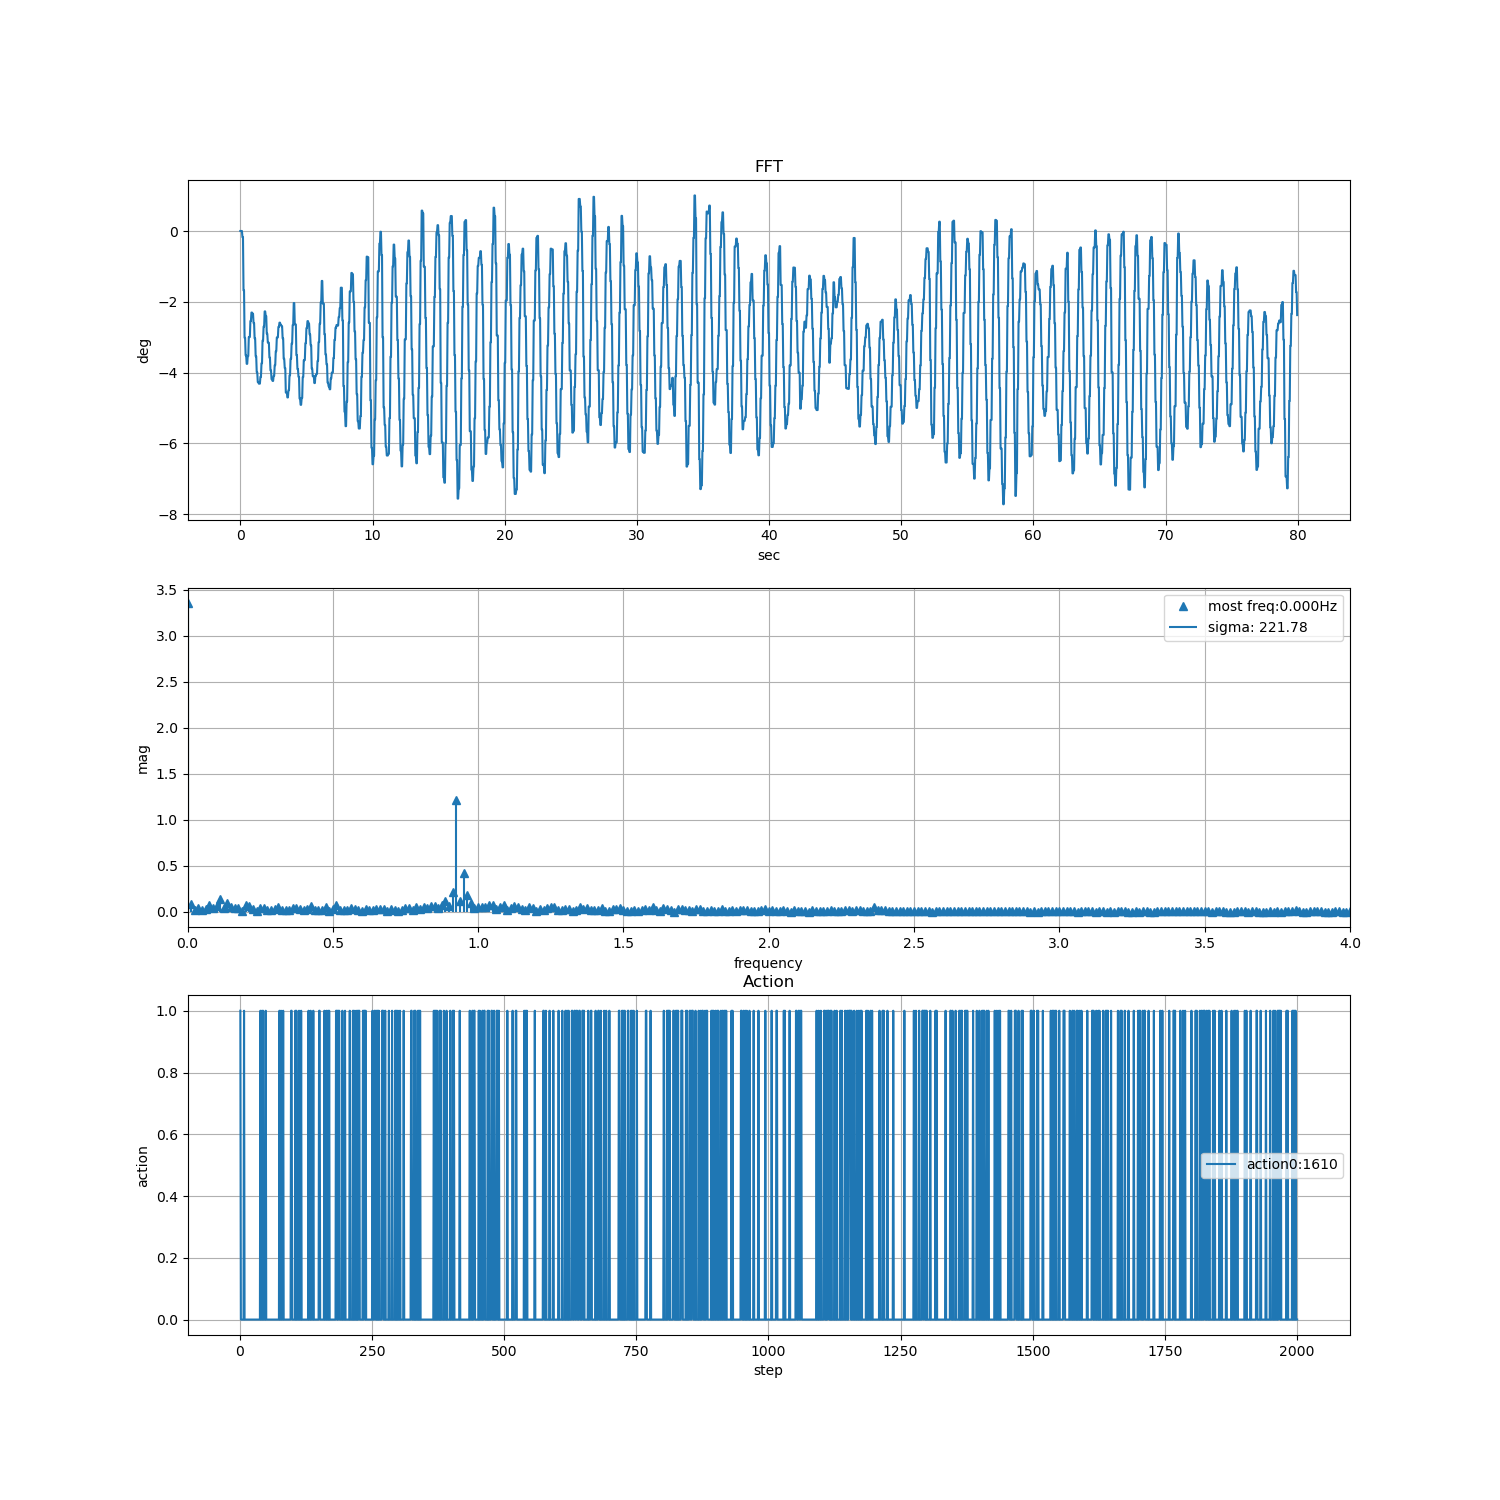 FFT
0
−2
−4
−6
−8
deg
0 10 20 30 40 50 60 70 80
sec
3.5
3.0
2.5
2.0
1.5
1.0
0.5
0.0
mag
most freq:0.000Hz
sigma: 221.78
0.0 0.5 1.0 1.5 2.0 2.5 3.0 3.5 4.0
frequency
Action
1.0
0.8
0.6
0.4
0.2
0.0
action
action0:1610
0 250 500 750 1000 1250 1500 1750 2000
step